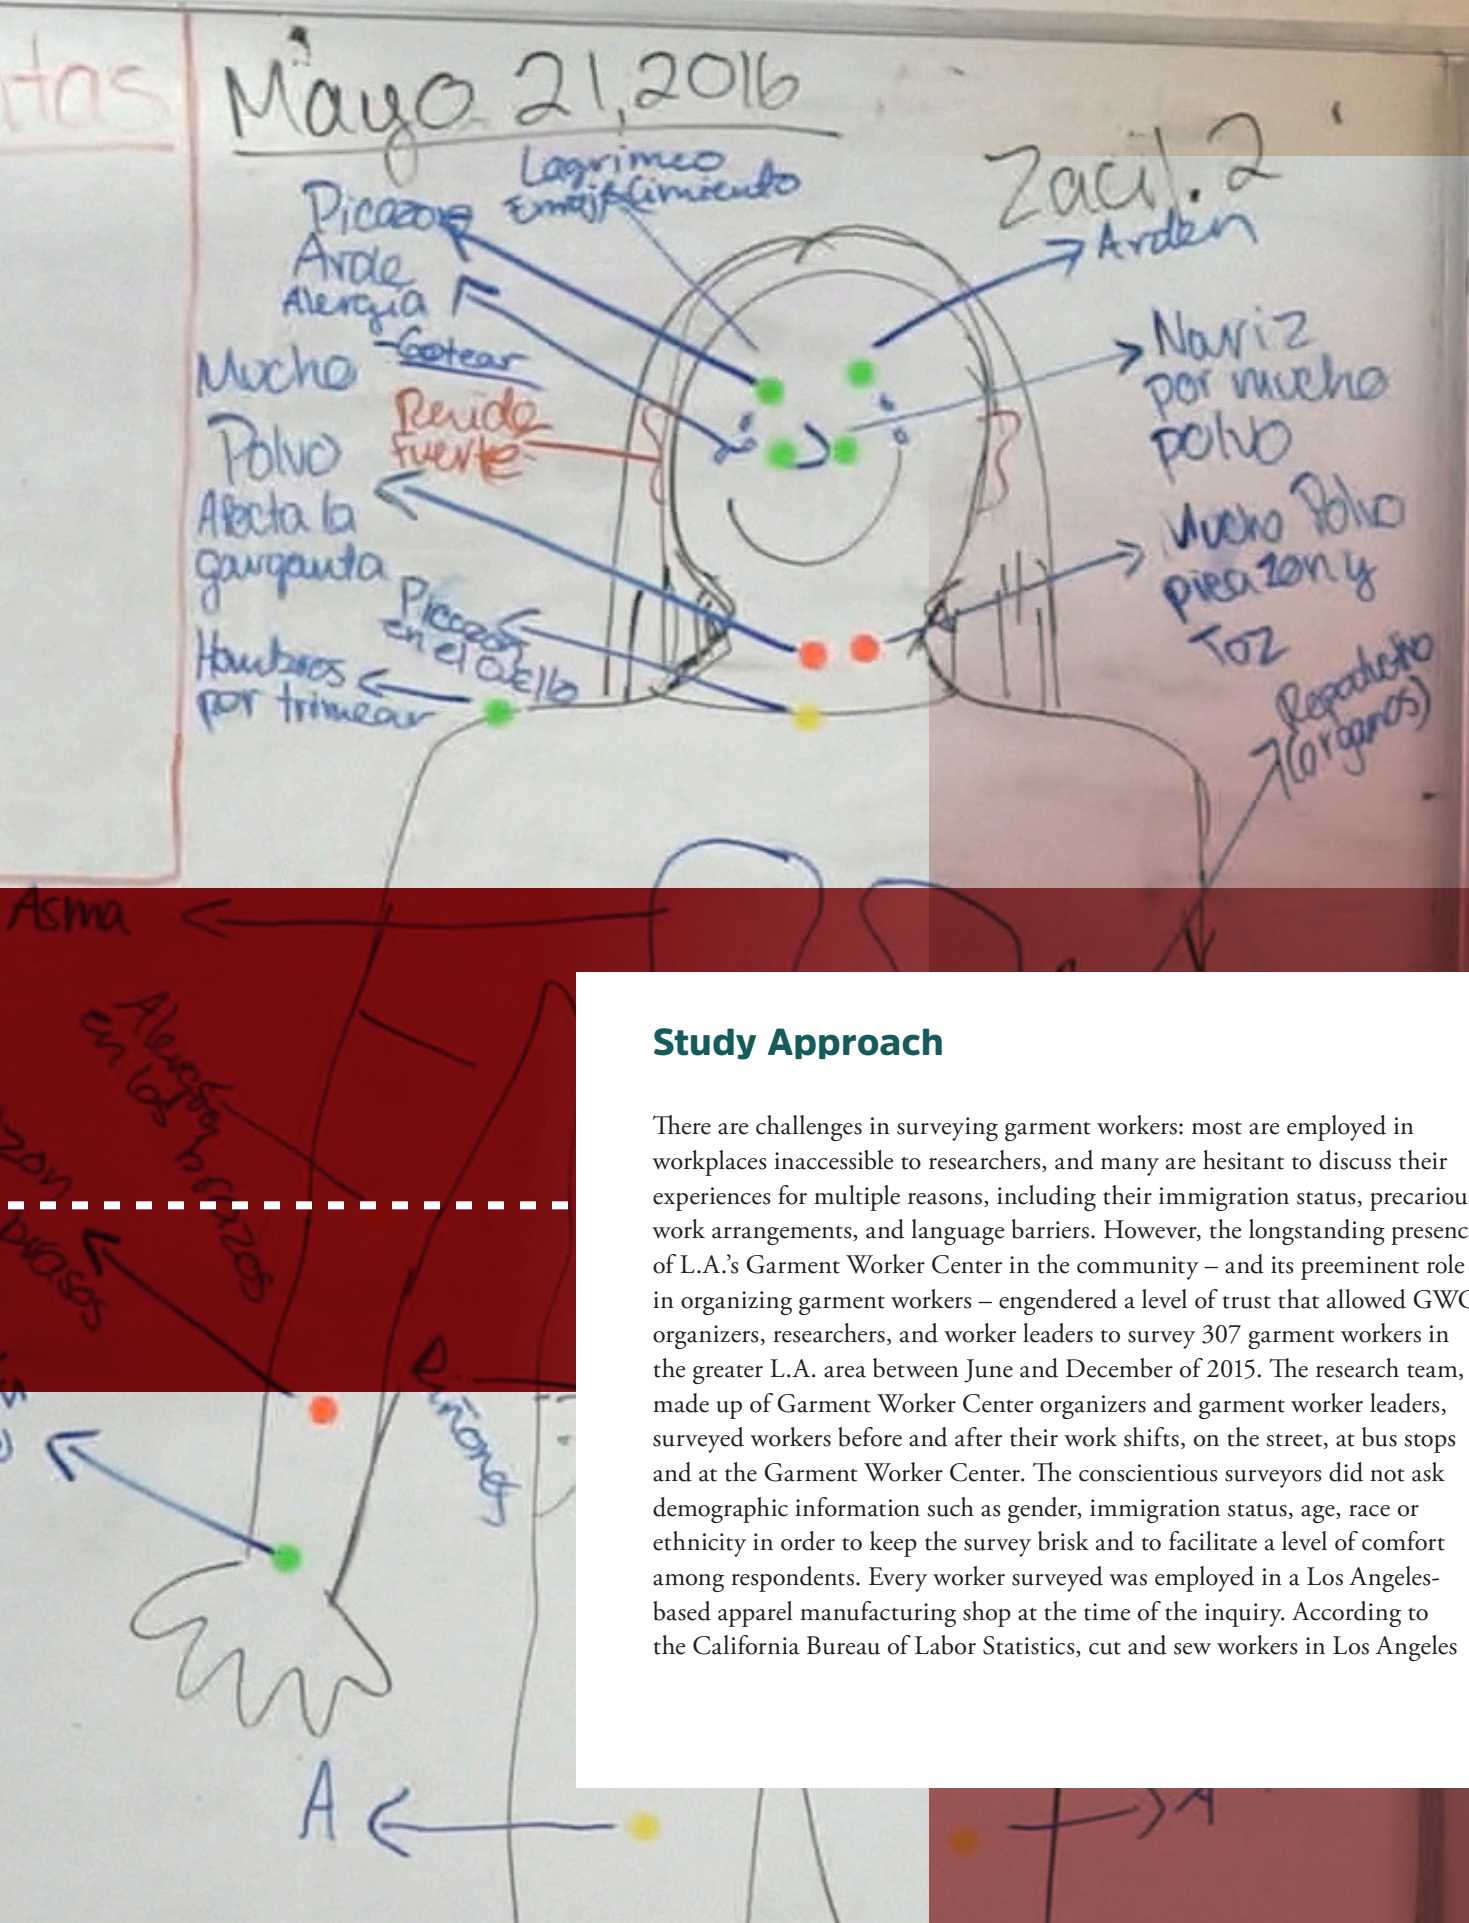 Mayo 21, 2016
Zacil. 2
Lagrimeo
Picazon
Arde
Alergia
-Gotear
Mucho
Polvo
Afecta la
garganta
Ruido
Fuerte
Picazon
en el Cuello
Hombros
por trimear
Arden
Nariz
por mucho
polvo
Mucho Polvo
picazon y
Toz
(organos)
Asma
Alergia
en los
brazos
Riñones
A
A
Study Approach
There are challenges in surveying garment workers: most are employed in
workplaces inaccessible to researchers, and many are hesitant to discuss their
experiences for multiple reasons, including their immigration status, precariou
work arrangements, and language barriers. However, the longstanding presenc
of L.A.’s Garment Worker Center in the community – and its preeminent role
in organizing garment workers – engendered a level of trust that allowed GWC
organizers, researchers, and worker leaders to survey 307 garment workers in
the greater L.A. area between June and December of 2015. The research team,
made up of Garment Worker Center organizers and garment worker leaders,
surveyed workers before and after their work shifts, on the street, at bus stops
and at the Garment Worker Center. The conscientious surveyors did not ask
demographic information such as gender, immigration status, age, race or
ethnicity in order to keep the survey brisk and to facilitate a level of comfort
among respondents. Every worker surveyed was employed in a Los Angeles-
based apparel manufacturing shop at the time of the inquiry. According to
the California Bureau of Labor Statistics, cut and sew workers in Los Angeles